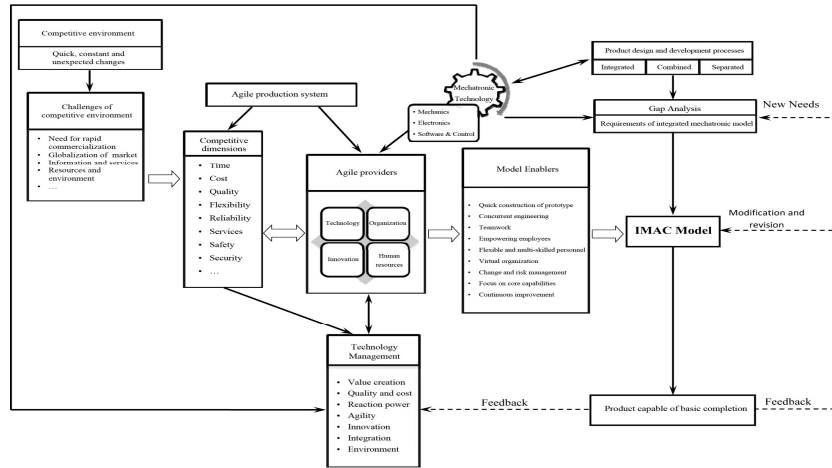 Competitive environment
Quick, constant and
unexpected changes
Challenges of
competitive environment
• Need for rapid
commercialization
• Globalization of market
• Information and services
• Resources and
environment
• …
Agile production system
Competitive
dimensions
• Time
• Cost
• Quality
• Flexibility
• Reliability
• Services
• Safety
• Security
• …
Agile providers
Technology
Organization
Innovation
Human
resources
Mechatronic
Technology
• Mechanics
• Electronics
• Software & Control
Model Enablers
• Quick construction of prototype
• Concurrent engineering
• Teamwork
• Empowering employees
• Flexible and multi-skilled personnel
• Virtual organization
• Change and risk management
• Focus on core capabilities
• Continuous improvement
Product design and development processes
Integrated
Combined
Separated
Gap Analysis
Requirements of integrated mechatronic model
New Needs
IMAC Model
Modification and
revision
Technology
Management
• Value creation
• Quality and cost
• Reaction power
• Agility
• Innovation
• Integration
• Environment
Feedback
Product capable of basic completion
Feedback